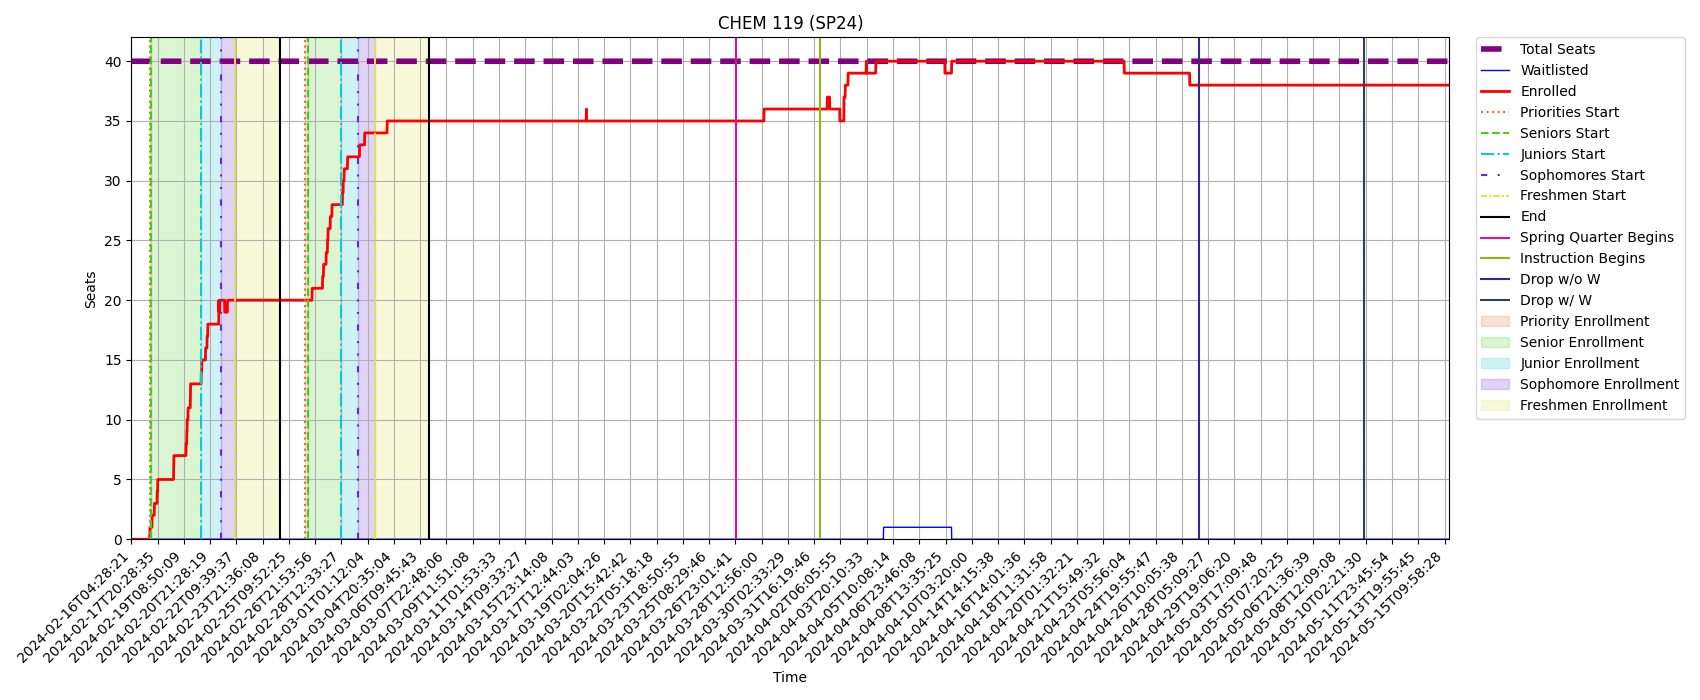 CHEM 119 (SP24)
Seats
40
35
30
25
20
15
10
5
0
2024-02-16T04:28:21
2024-02-17T20:28:35
2024-02-19T08:50:09
2024-02-20T21:28:19
2024-02-22T09:39:37
2024-02-23T21:36:08
2024-02-25T09:52:25
2024-02-26T21:53:56
2024-02-28T12:33:27
2024-03-01T01:12:04
2024-03-04T20:35:04
2024-03-06T09:45:43
2024-03-07T22:48:06
2024-03-09T11:51:08
2024-03-11T01:53:33
2024-03-14T09:33:27
2024-03-15T23:14:08
2024-03-17T12:44:03
2024-03-19T02:04:26
2024-03-20T15:42:42
2024-03-22T05:18:18
2024-03-23T18:50:55
2024-03-25T08:29:46
2024-03-26T23:01:41
2024-03-28T12:56:00
2024-03-30T02:33:29
2024-03-31T16:19:46
2024-04-02T06:05:55
2024-04-03T20:10:33
2024-04-05T10:08:14
2024-04-06T23:46:08
2024-04-08T13:35:25
2024-04-10T03:20:00
2024-04-14T14:15:38
2024-04-16T14:01:36
2024-04-18T11:31:58
2024-04-20T01:32:21
2024-04-21T15:49:32
2024-04-23T05:56:04
2024-04-24T19:55:47
2024-04-26T10:05:38
2024-04-28T05:09:27
2024-04-29T19:06:20
2024-05-03T17:09:48
2024-05-05T07:20:25
2024-05-06T21:36:39
2024-05-08T12:09:08
2024-05-10T02:21:30
2024-05-11T23:45:54
2024-05-13T19:55:45
2024-05-15T09:58:28
Time
Total Seats
Waitlisted
Enrolled
Priorities Start
Seniors Start
Juniors Start
Sophomores Start
Freshmen Start
End
Spring Quarter Begins
Instruction Begins
Drop w/o W
Drop w/ W
Priority Enrollment
Senior Enrollment
Junior Enrollment
Sophomore Enrollment
Freshmen Enrollment